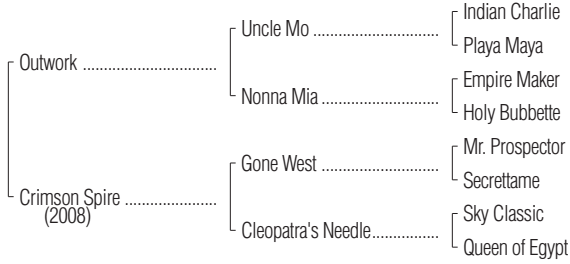 Indian Charlie
Uncle Mo ................................
Playa Maya
Outwork ..................................
Empire Maker
Nonna Mia ..............................
Holy Bubbette
Mr. Prospector
Gone West ..............................
Secrettame
Crimson Spire .......................
(2008)
Sky Classic
Cleopatra's Needle.................
Queen of Egypt